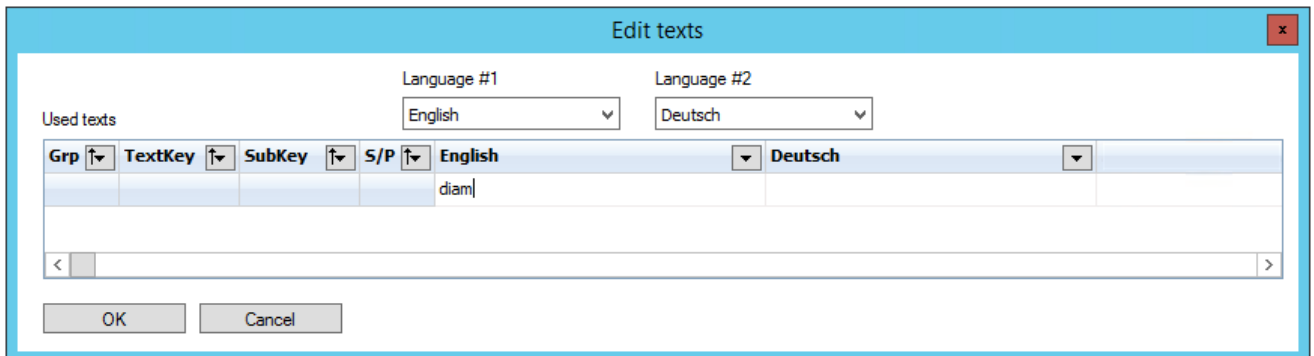 Edit texts
x
Language #1 Language #2
Used texts English Deutsch
Grp TextKey SubKey S/P English Deutsch
diam
OK Cancel